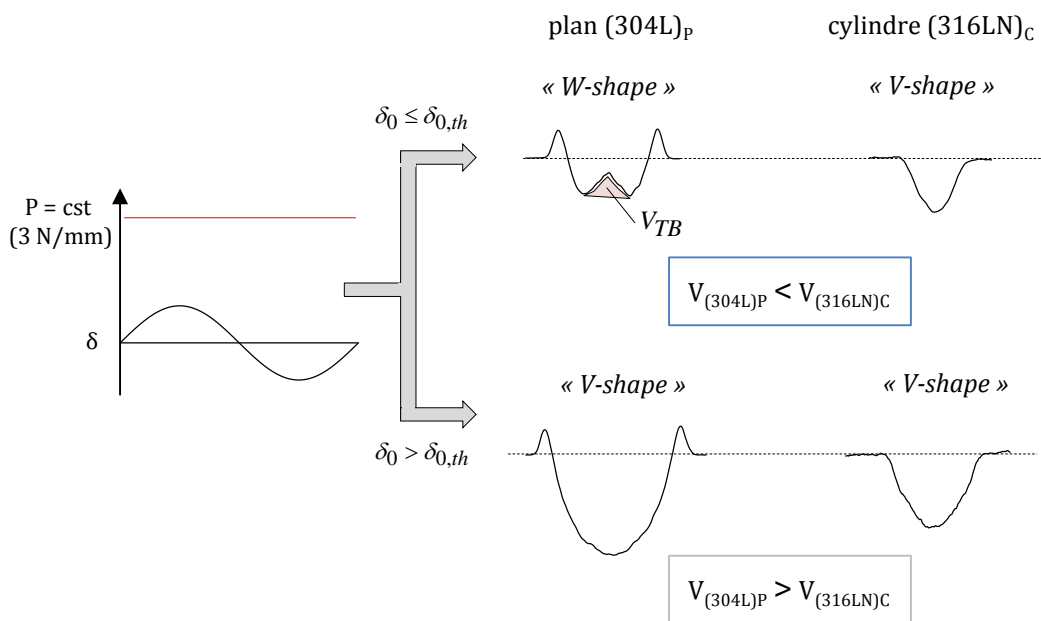 plan (304L)P cylindre (316LN)C
« W-shape » « V-shape »
δ0 ≤ δ0,th
P = cst
(3 N/mm)
VTB
V(304L)P < V(316LN)C
δ
« V-shape » « V-shape »
δ0 > δ0,th
V(304L)P > V(316LN)C